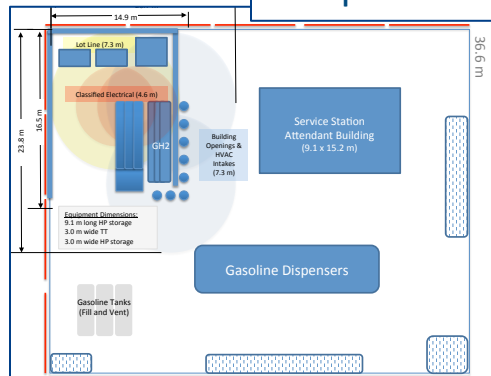 14.9 m
36.6 m
Lot Line (7.3 m)
Classified Electrical (4.6 m)
16.5 m
23.8 m
GH2
Building
Openings &
HVAC
Intakes
(7.3 m)
Service Station
Attendant Building
(9.1 x 15.2 m)
Equipment Dimensions:
9.1 m long HP storage
3.0 m wide TT
3.0 m wide HP storage
Gasoline Dispensers
Gasoline Tanks
(Fill and Vent)